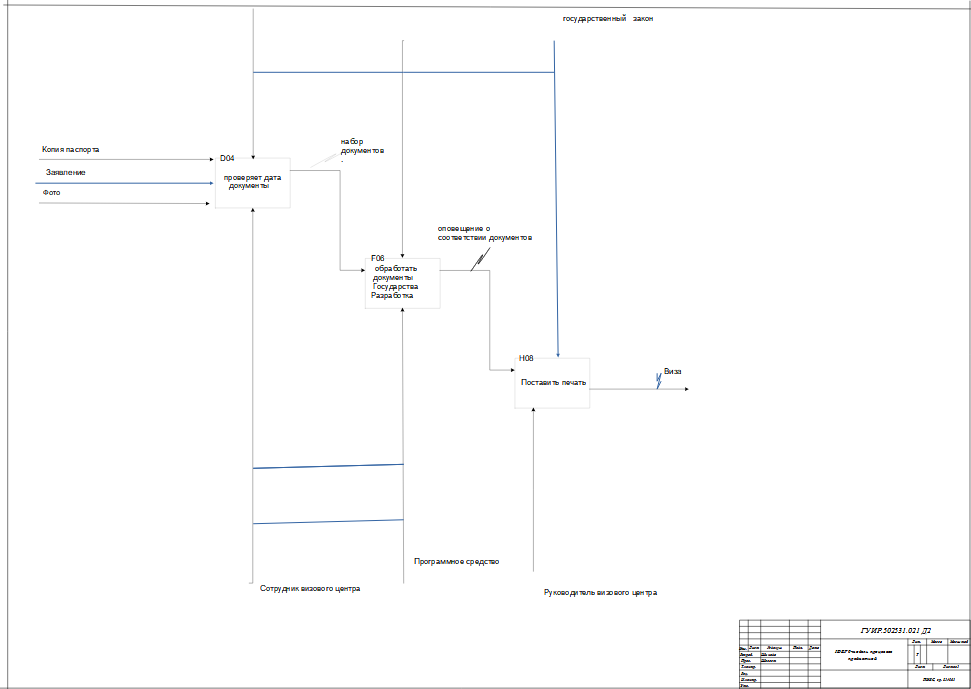 государственный закон
Копия паспорта
Заявление
Фото
D04
проверяет дата
документы
набор
документов
F06
обработать
документы
Государства
Разработка
оповещение о
соответствии документов
H08
Поставить печать
Виза
Программное средство
Сотрудник визового центра
Руководитель визового центра
ГУИР.502531.021 Д2
Лист